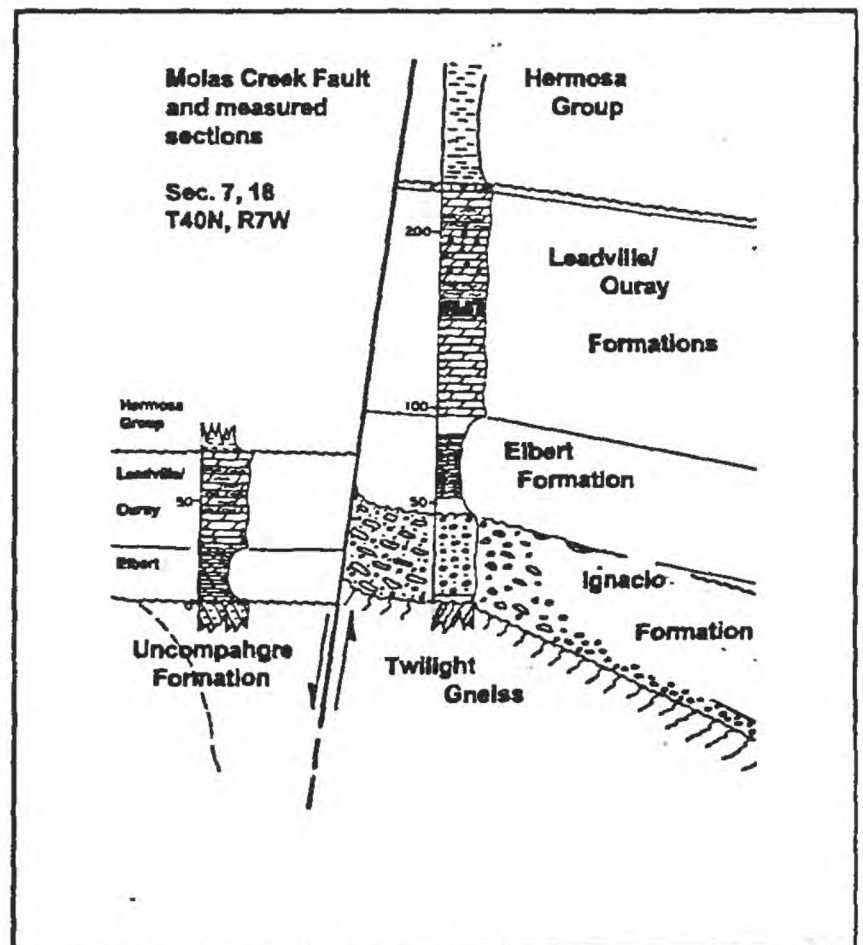 Molas Creek Fault
and measured
sections
Sec. 7, 18
T40N, R7W
Hermosa
Group
200
Leadville/
Ouray
Formations
100
Elbert
Formation
50
Ignacio
Formation
Hermosa
Group
Leadville/
Ouray
50
Elbert
Uncompahgre
Formation
Twilight
Gneiss